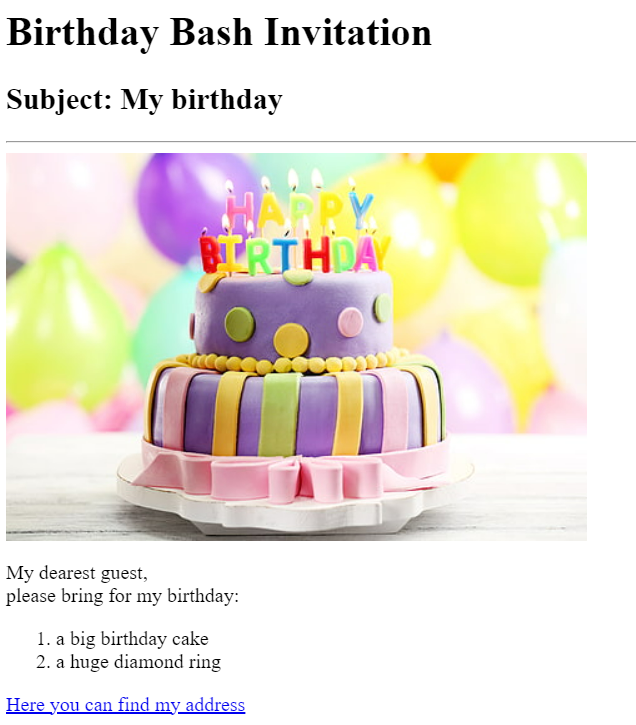 Birthday Bash Invitation
Subject: My birthday
HAPPY
BIRTHDAY
My dearest guest,
please bring for my birthday:
1. a big birthday cake
2. a huge diamond ring
Here you can find my address